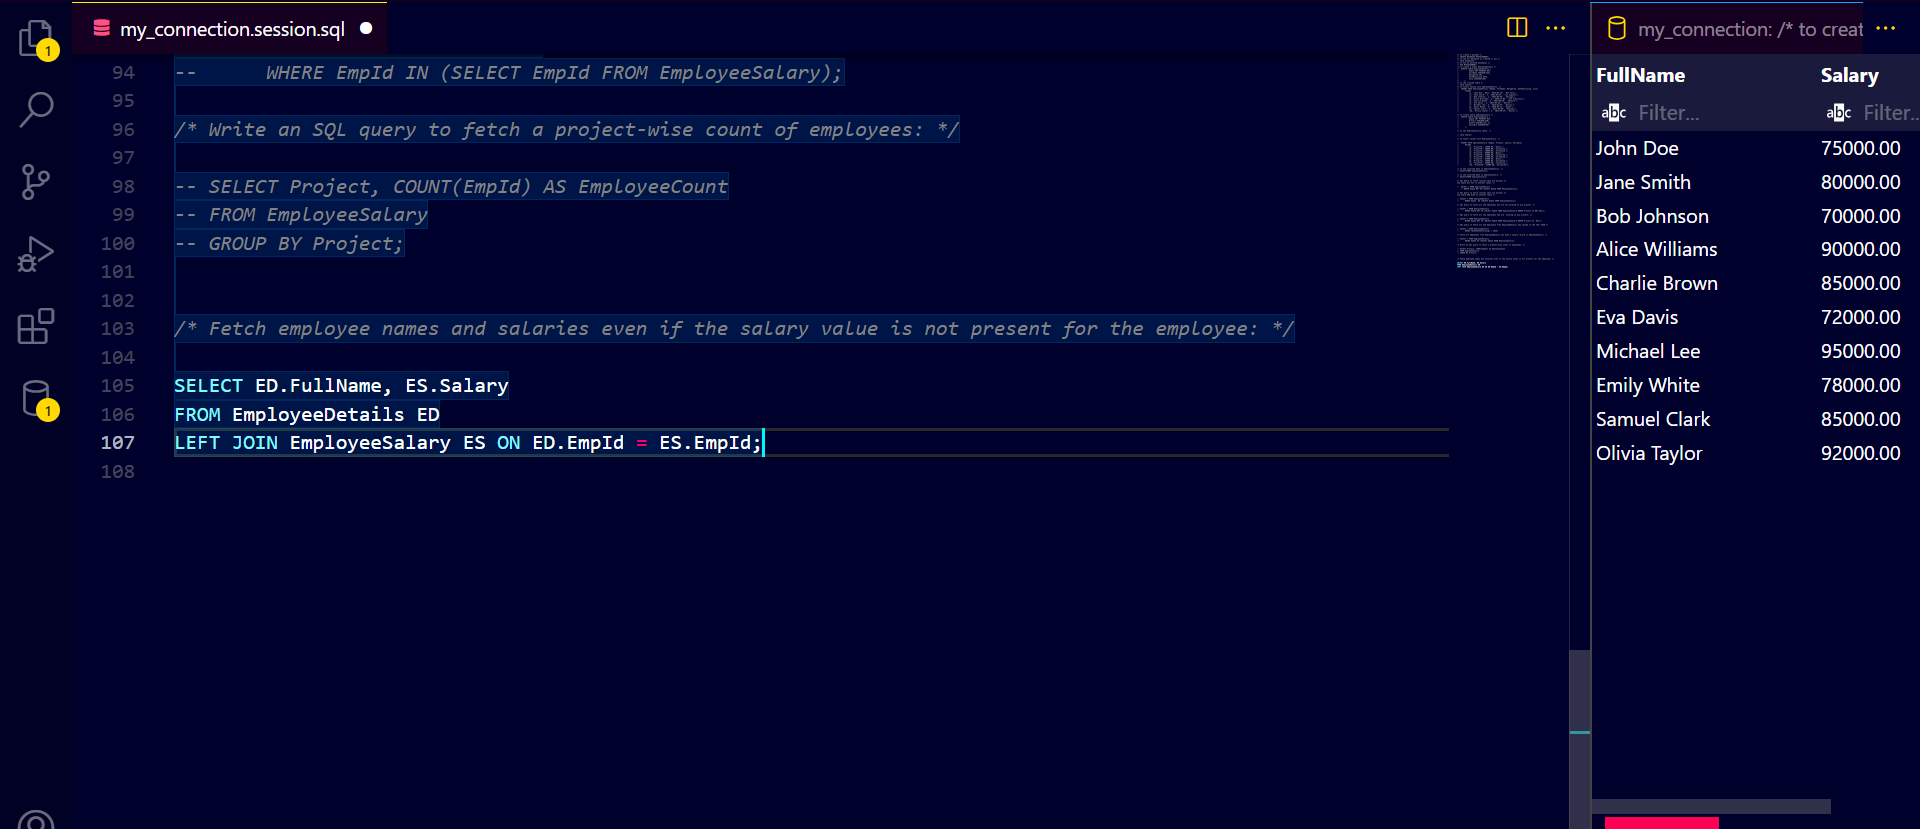 my_connection.session.sql
94 --      WHERE EmpId IN (SELECT EmpId FROM EmployeeSalary);
95
96 /* Write an SQL query to fetch a project-wise count of employees: */
97
98 -- SELECT Project, COUNT(EmpId) AS EmployeeCount
99 -- FROM EmployeeSalary
100 -- GROUP BY Project;
101
102
103 /* Fetch employee names and salaries even if the salary value is not present for the employee: */
104
105 SELECT ED.FullName, ES.Salary
106 FROM EmployeeDetails ED
107 LEFT JOIN EmployeeSalary ES ON ED.EmpId = ES.EmpId;
108
1
1
my_connection: /* to creat
FullName Salary
abc Filter... abc Filter...
John Doe 75000.00
Jane Smith 80000.00
Bob Johnson 70000.00
Alice Williams 90000.00
Charlie Brown 85000.00
Eva Davis 72000.00
Michael Lee 95000.00
Emily White 78000.00
Samuel Clark 85000.00
Olivia Taylor 92000.00